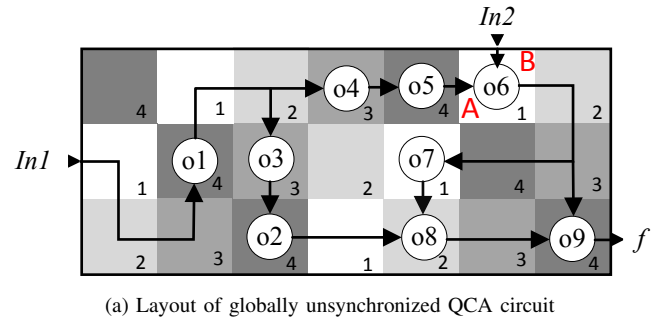 In2
B
o4 o5 o6
A
4 1 2 3 4 1 2
In1 o1 o3 o7
1 4 3 2 1 4 3
o2 o8 o9 f
2 3 4 1 2 3 4
(a) Layout of globally unsynchronized QCA circuit